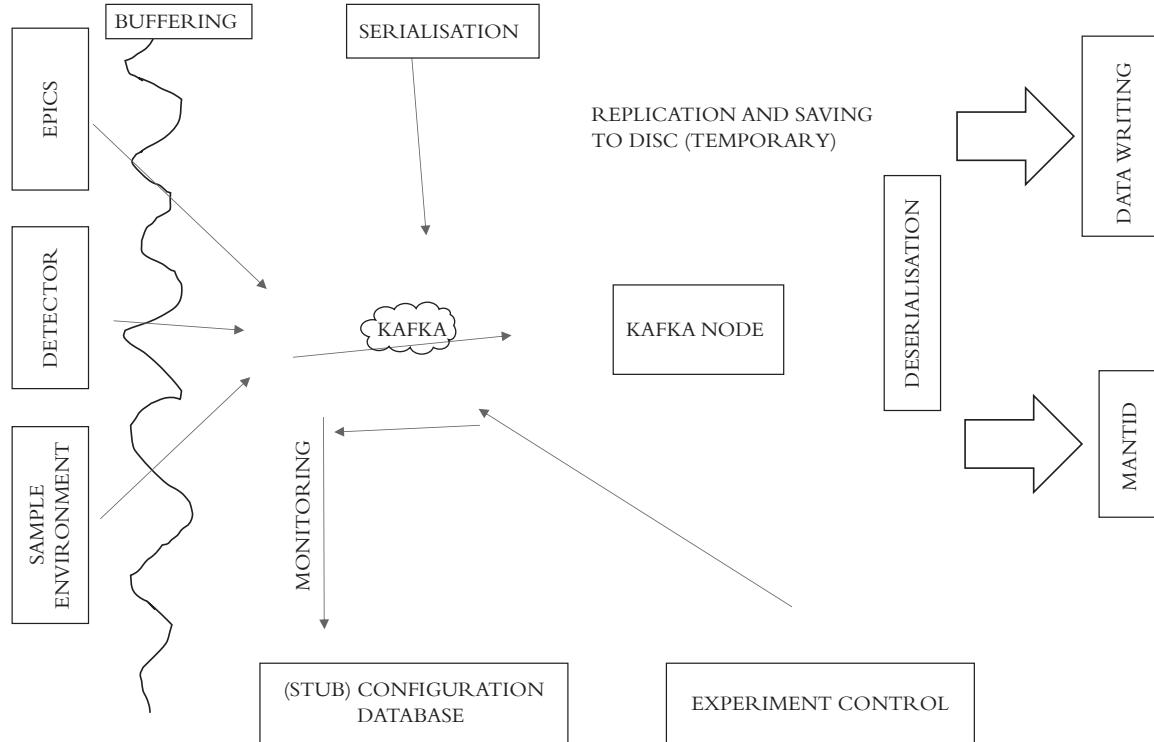 BUFFERING
SERIALISATION
EPICS
DATA WRITING
REPLICATION AND SAVING
TO DISC (TEMPORARY)
DETECTOR
KAFKA
KAFKA NODE
DESERIALISATION
SAMPLE
ENVIRONMENT
MONITORING
MANTID
(STUB) CONFIGURATION
DATABASE
EXPERIMENT CONTROL